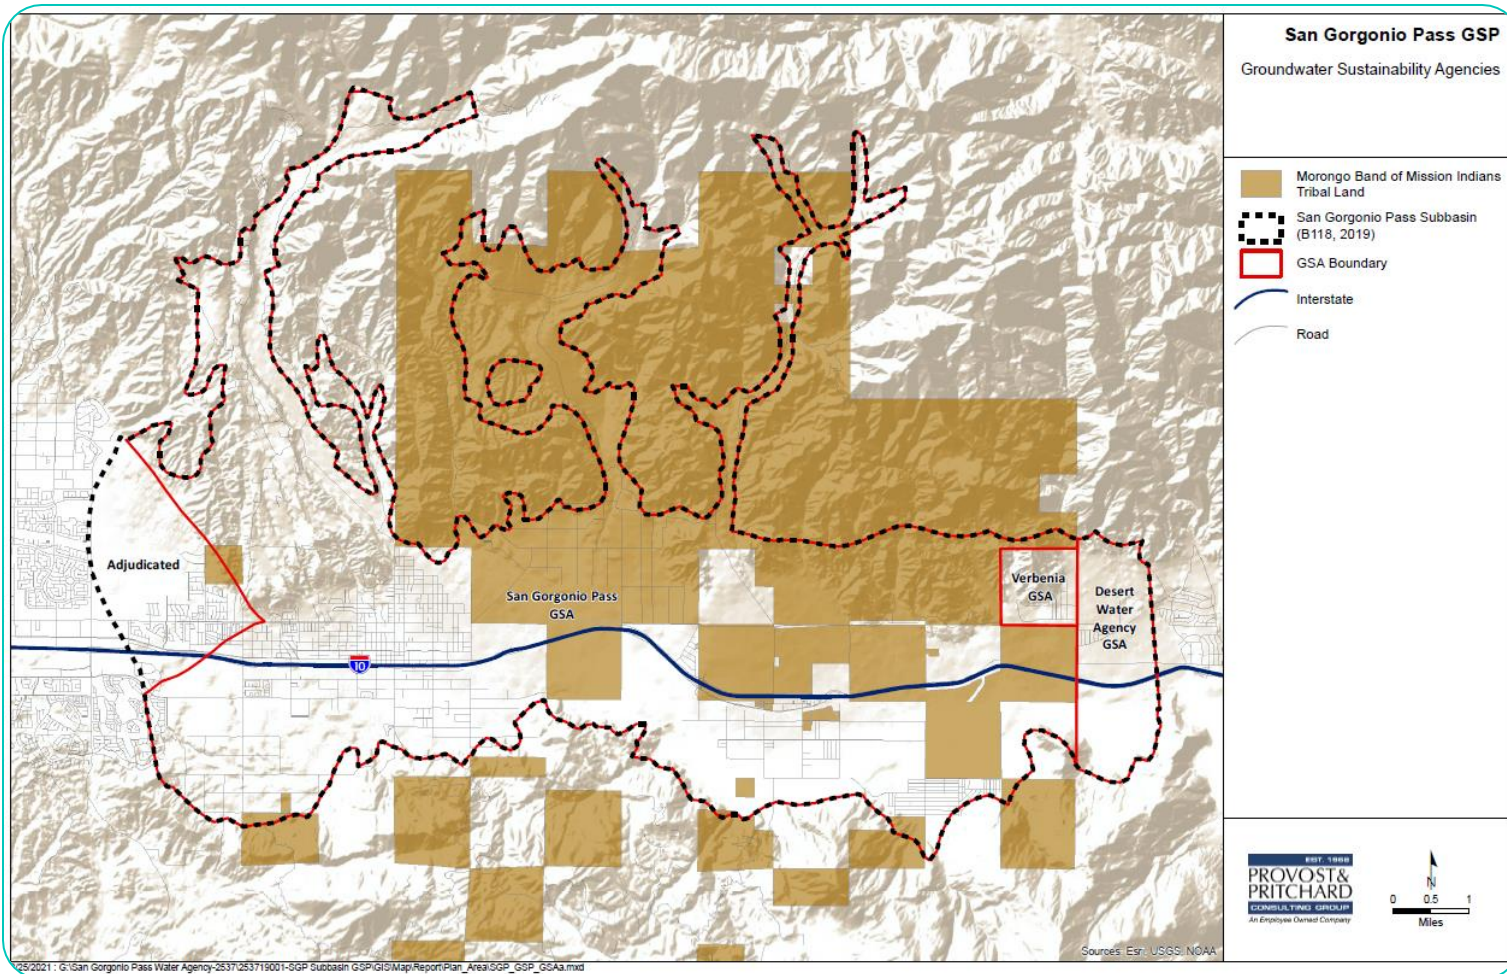 San Gorgonio Pass GSP
Groundwater Sustainability Agencies
Morongo Band of Mission Indians
Tribal Land
San Gorgonio Pass Subbasin
(B118, 2019)
GSA Boundary
Interstate
Road
Adjudicated
San Gorgonio Pass
GSA
Verbenia
GSA
Desert
Water
Agency
GSA
10
EST. 1968
PROVOST&
PRITCHARD
CONSULTING GROUP
An Employee Owned Company
N
0 0.5 1
Miles
Sources: Esri, USGS, NOAA
/25/2021 : G:\San Gorgonio Pass Water Agency-2537\253719001-SGP Subbasin GSP\GIS\Map\Report\Plan_Area\SGP_GSP_GSAa.mxd